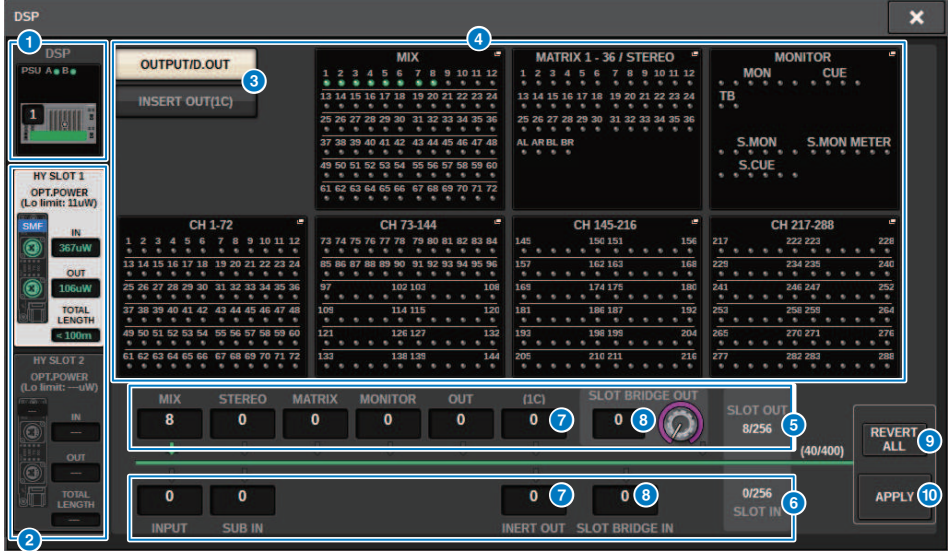 DSP
1
DSP
PSU A B
1
2
HY SLOT 1
OPT.POWER
(Lo limit: 11uW)
SMF
IN
367uW
OUT
106uW
TOTAL
LENGTH
< 100m
HY SLOT 2
OPT.POWER
(Lo limit: ---uW)
---
IN
---
OUT
---
TOTAL
LENGTH
---
3
OUTPUT/D.OUT
INSERT OUT(1C)
4
MIX
1 2 3 4 5 6 7 8 9 10 11 12
13 14 15 16 17 18 19 20 21 22 23 24
25 26 27 28 29 30 31 32 33 34 35 36
37 38 39 40 41 42 43 44 45 46 47 48
49 50 51 52 53 54 55 56 57 58 59 60
61 62 63 64 65 66 67 68 69 70 71 72
MATRIX 1 - 36 / STEREO
1 2 3 4 5 6 7 8 9 10 11 12
13 14 15 16 17 18 19 20 21 22 23 24
25 26 27 28 29 30 31 32 33 34 35 36
AL AR BL BR
MONITOR
MON CUE
TB
S.MON S.MON METER
S.CUE
CH 1-72
1 2 3 4 5 6 7 8 9 10 11 12
13 14 15 16 17 18 19 20 21 22 23 24
25 26 27 28 29 30 31 32 33 34 35 36
37 38 39 40 41 42 43 44 45 46 47 48
49 50 51 52 53 54 55 56 57 58 59 60
61 62 63 64 65 66 67 68 69 70 71 72
CH 73-144
73 74 75 76 77 78 79 80 81 82 83 84
85 86 87 88 89 90 91 92 93 94 95 96
97 102 103 108
109 114 115 120
121 126 127 132
133 138 139 144
CH 145-216
145 150 151 156
157 162 163 168
169 174 175 180
181 186 187 192
193 198 199 204
205 210 211 216
CH 217-288
217 222 223 228
229 234 235 240
241 246 247 252
253 258 259 264
265 270 271 276
277 282 283 288
MIX STEREO MATRIX MONITOR OUT (1C) SLOT BRIDGE OUT
8 0 0 0 0 0 7 0 8
SLOT OUT
8/256
5
(40/400)
0 0 0 7 0 8
INPUT SUB IN INERT OUT SLOT BRIDGE IN
0/256
SLOT IN
6
REVERT
ALL
9
APPLY
10